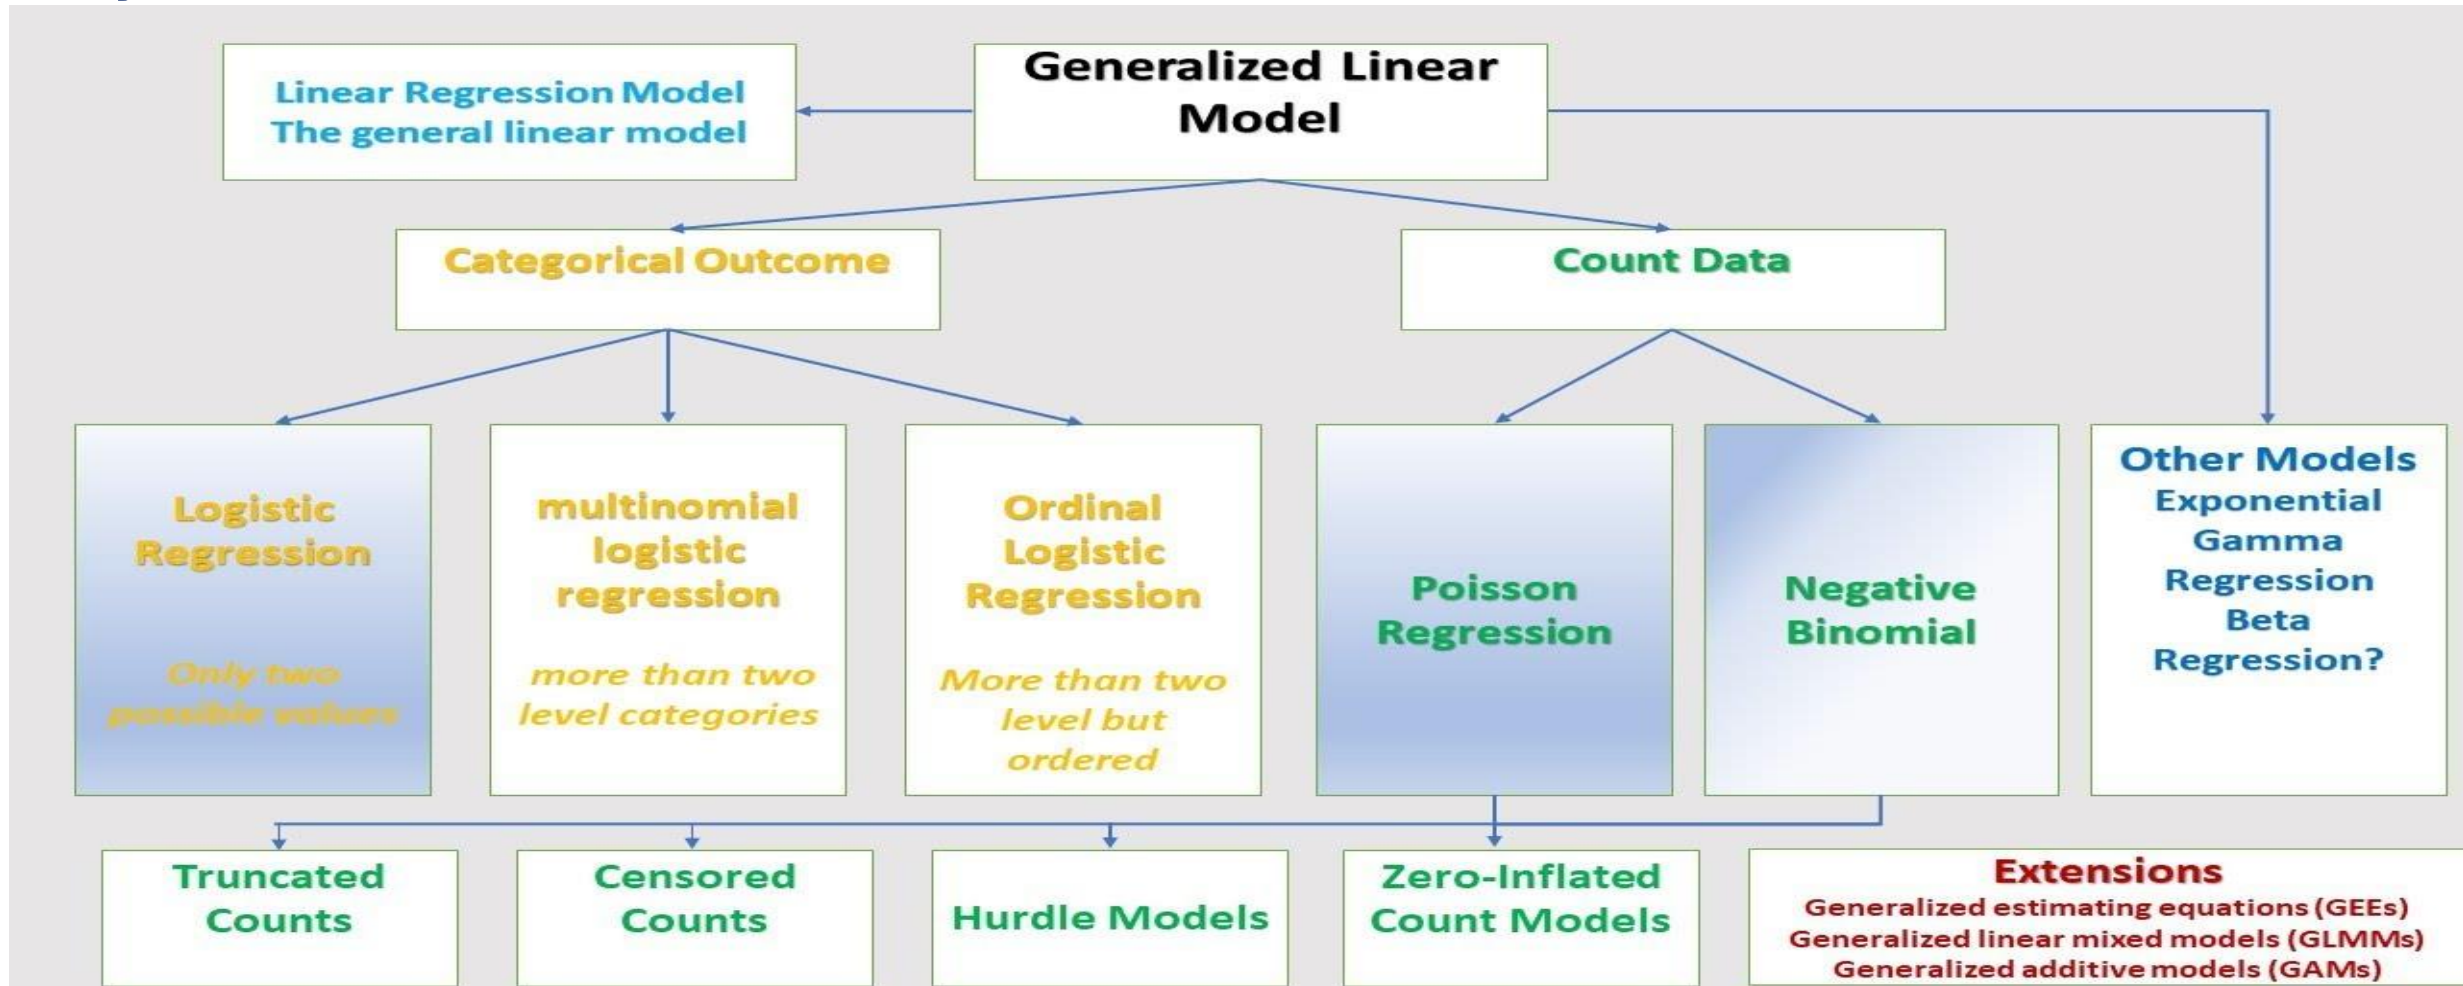 Linear Regression Model
The general linear model
Generalized Linear
Model
Categorical Outcome
Count Data
Logistic
Regression
Only two
possible values
multinomial
logistic
regression
more than two
level categories
Ordinal
Logistic
Regression
More than two
level but
ordered
Poisson
Regression
Negative
Binomial
Other Models
Exponential
Gamma
Regression
Beta
Regression?
Truncated
Counts
Censored
Counts
Hurdle Models
Zero-Inflated
Count Models
Extensions
Generalized estimating equations (GEEs)
Generalized linear mixed models (GLMMs)
Generalized additive models (GAMs)